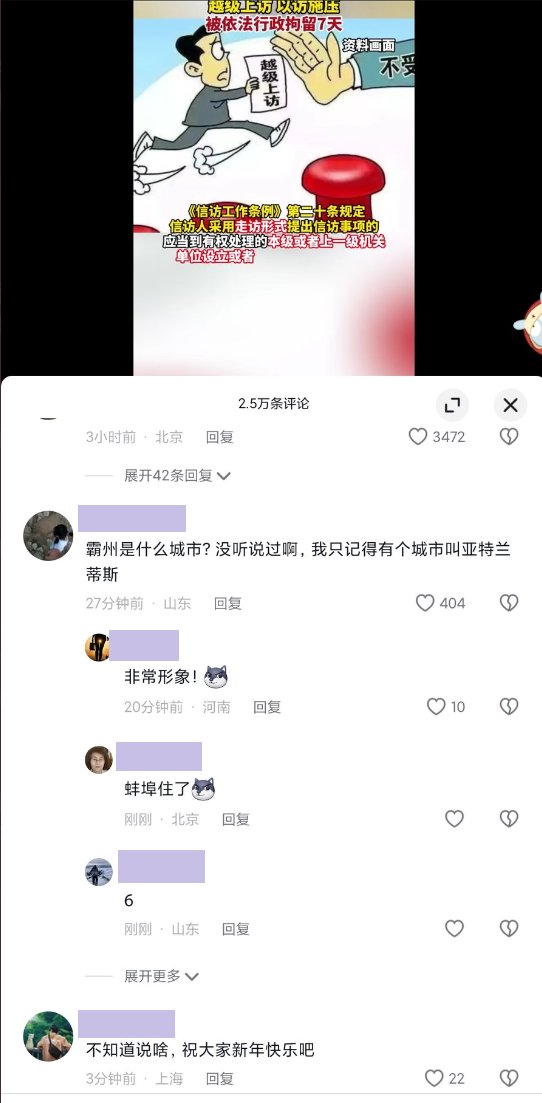 越级上访 以访施压
被依法行政拘留7天
资料画面
越级上访
不受
《信访工作条例》第二十条规定
信访人采用走访形式提出信访事项的
应当到有权处理的本级或者上一级机关
单位设立或者
2.5万条评论
3小时前 · 北京 回复 3472
展开42条回复
霸州是什么城市？没听说过啊，我只记得有个城市叫亚特兰
蒂斯
27分钟前 · 山东 回复 404
非常形象！
20分钟前 · 河南 回复 10
蚌埠住了
刚刚 · 北京 回复
6
刚刚 · 山东 回复
展开更多
不知道说啥，祝大家新年快乐吧
3分钟前 · 上海 回复 22